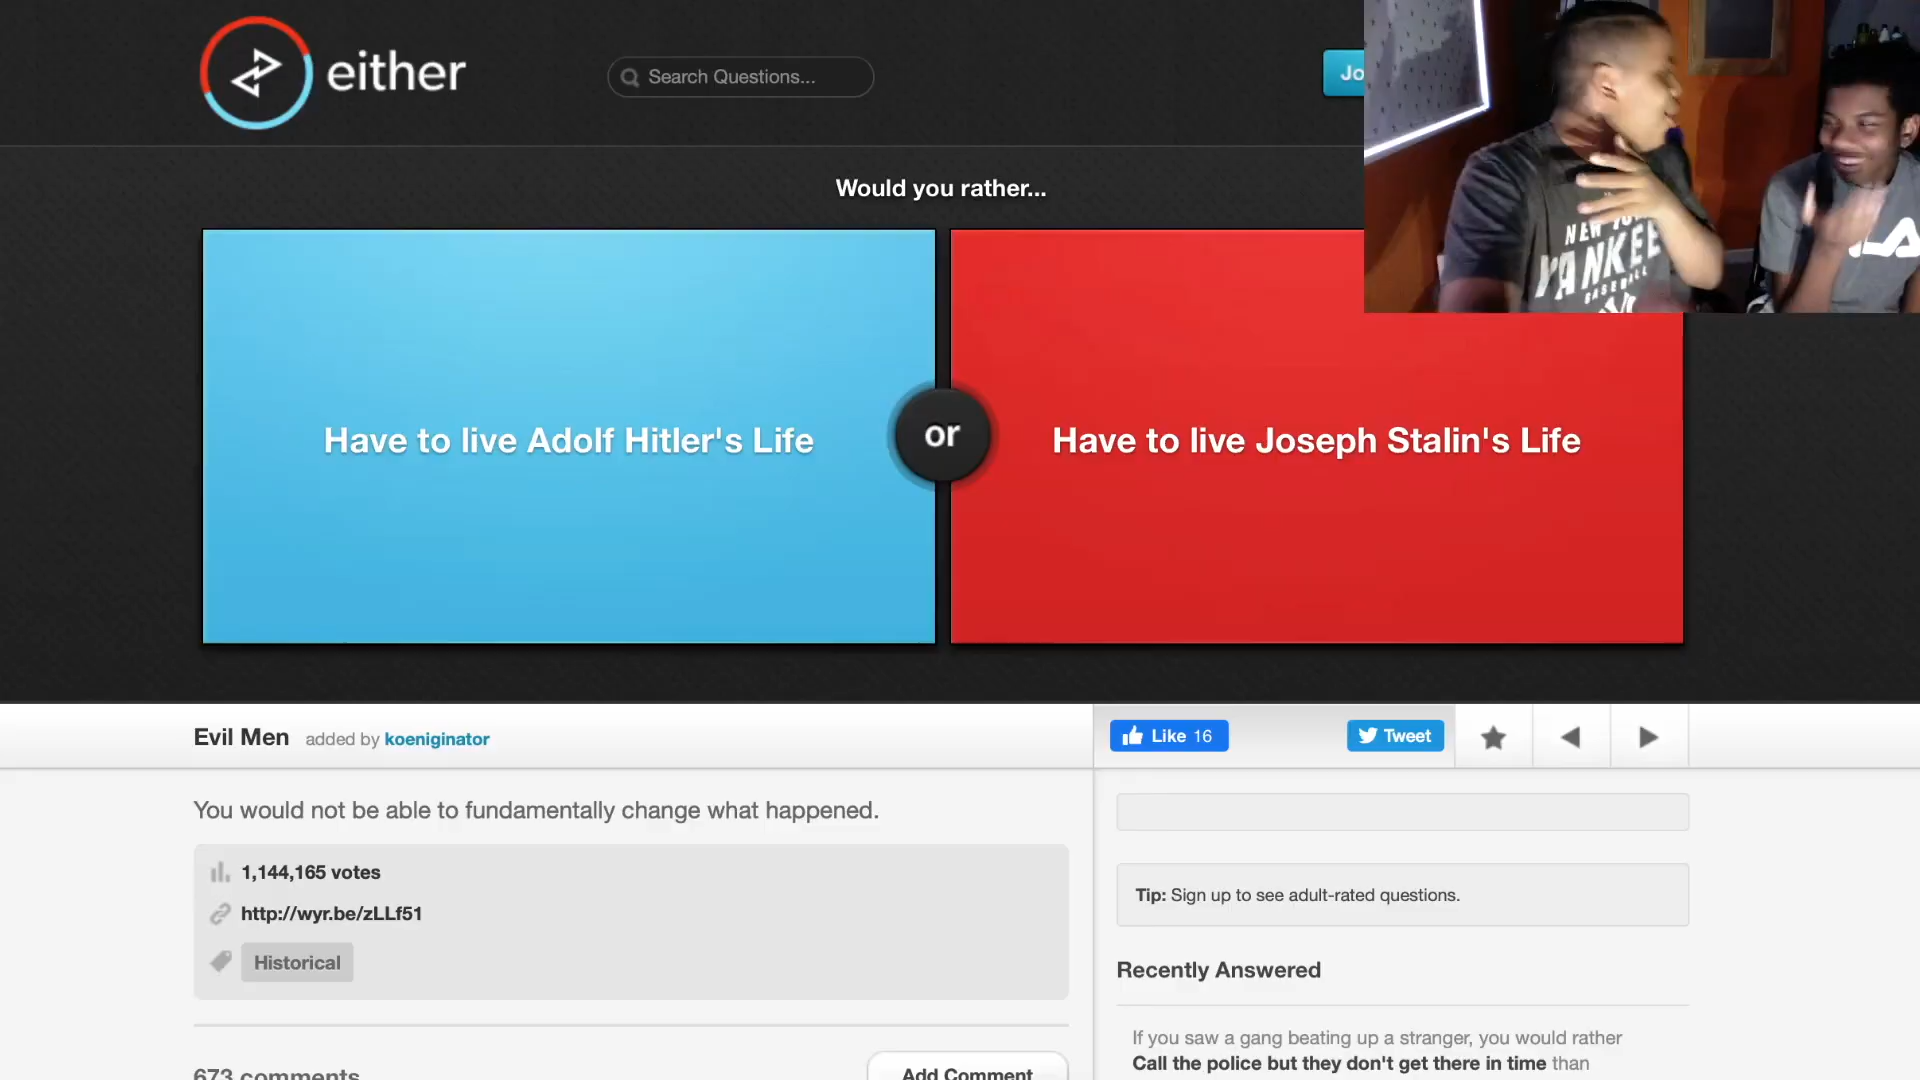 either
Search Questions...
Jo
Would you rather...
Have to live Adolf Hitler's Life
or
Have to live Joseph Stalin's Life
NEW YO
YANKEE
BASEBALL
Evil Men added by koeniginator
Like 16
Tweet
You would not be able to fundamentally change what happened.
1,144,165 votes
http://wyr.be/zLLf51
Historical
Tip: Sign up to see adult-rated questions.
Recently Answered
If you saw a gang beating up a stranger, you would rather
Call the police but they don't get there in time than
673 comments
Add Comment